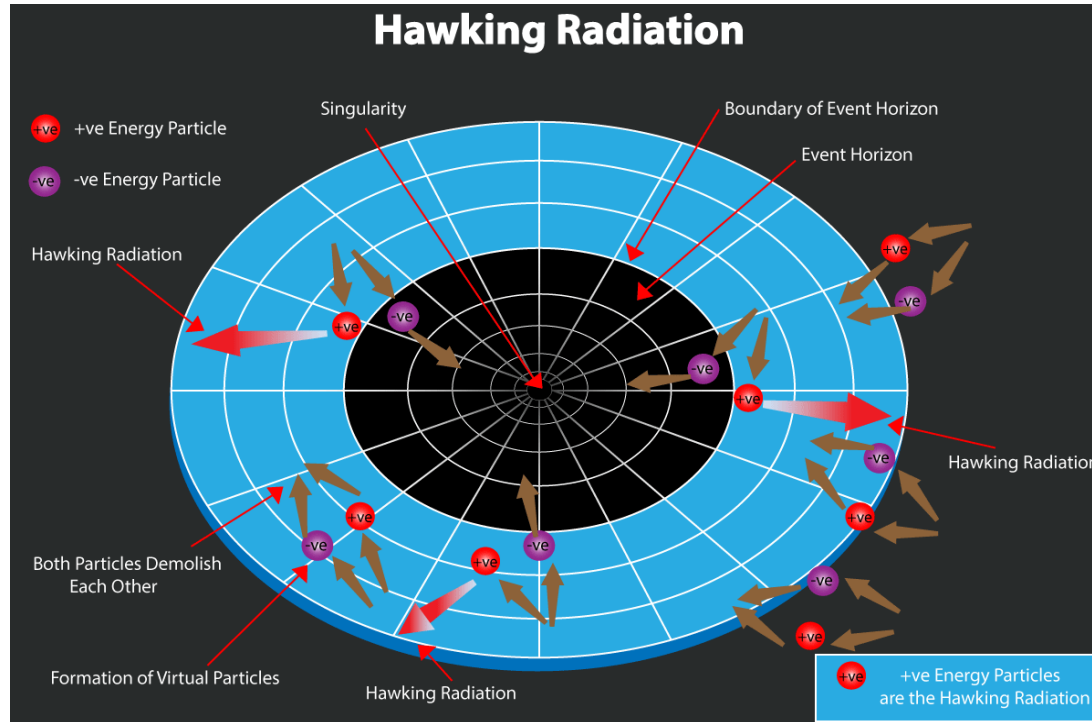 Hawking Radiation
Singularity
Boundary of Event Horizon
+ve +ve Energy Particle
Event Horizon
-ve -ve Energy Particle
Hawking Radiation
+ve
-ve
+ve
-ve
-ve
+ve
+ve
Hawking Radiation
-ve
+ve
+ve
-ve
+ve
-ve
Both Particles Demolish
Each Other
-ve
+ve
Formation of Virtual Particles
Hawking Radiation
+ve +ve Energy Particles
are the Hawking Radiation